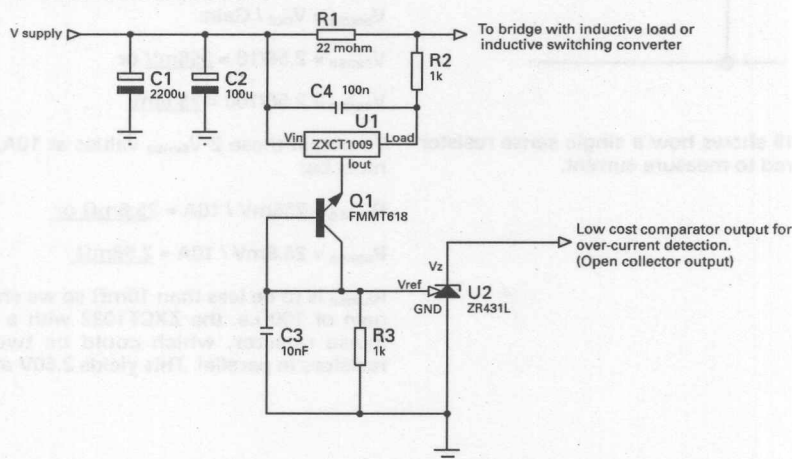 R1
V supply
To bridge with inductive load or
inductive switching converter
22 mohm
R2
1k
C1
2200u
C2
100u
C4 100n
U1
Vin
ZXCT1009
Load
Iout
Q1
FMMT618
Low cost comparator output for
over-current detection.
(Open collector output)
Vz
Vref
U2
ZR431L
GND
C3
10nF
R3
1k